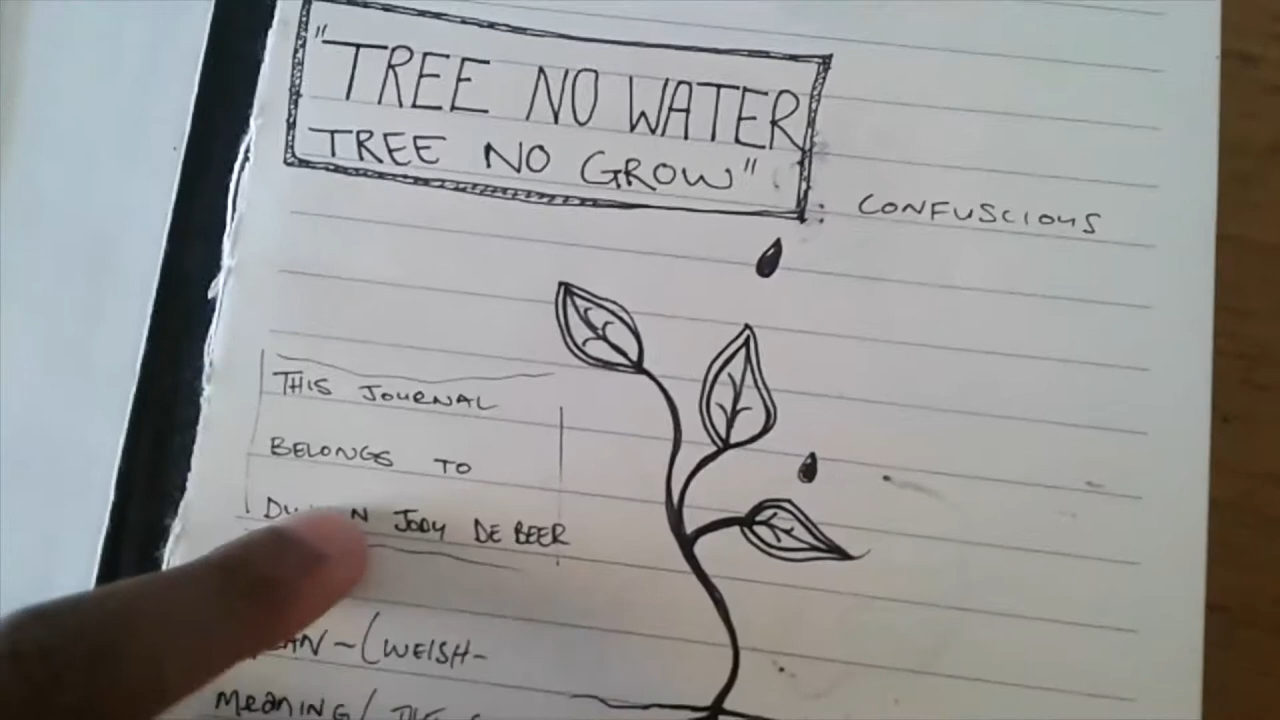 "TREE NO WATER
TREE NO GROW"
: CONFUSCIOUS
THIS JOURNAL
BELONGS TO
JODY DE BEER
~(WELSH-
MEANING/